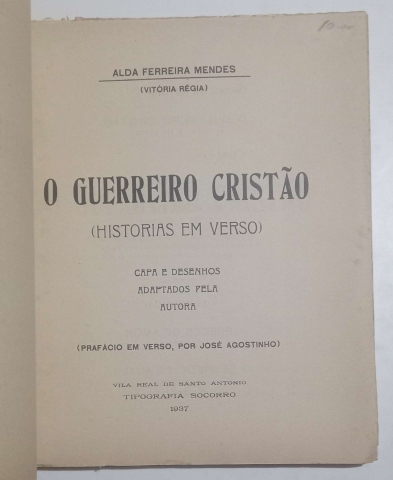 ALDA FERREIRA MENDES
(VITÓRIA RÉGIA)
O GUERREIRO CRISTÃO
(HISTORIAS EM VERSO)
CAPA E DESENHOS
ADAPTADOS PELA
AUTORA
(PRAFÁCIO EM VERSO, POR JOSÉ AGOSTINHO)
VILA REAL DE SANTO ANTONIO
TIPOGRAFIA SOCORRO
1937